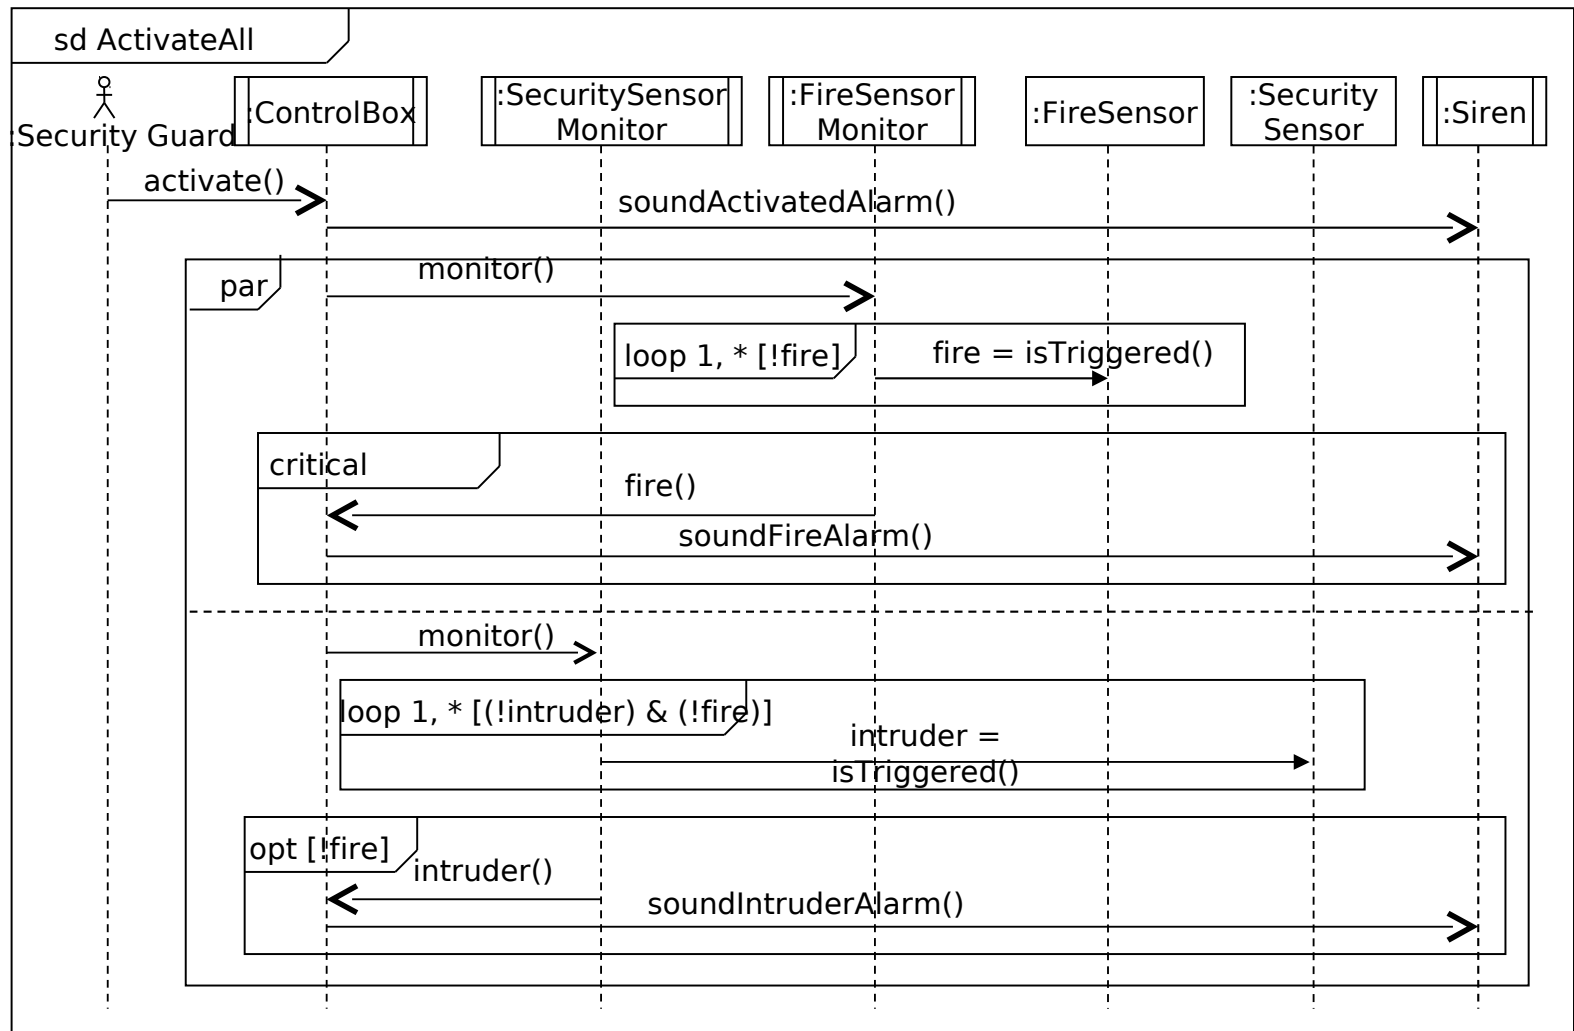 sd ActivateAll
:Security Guard
:ControlBox
:SecuritySensor
Monitor
:FireSensor
Monitor
:FireSensor
:Security
Sensor
:Siren
activate()
soundActivatedAlarm()
par
monitor()
loop 1, * [!fire]
fire = isTriggered()
critical
fire()
soundFireAlarm()
monitor()
loop 1, * [(!intruder) & (!fire)]
intruder =
isTriggered()
opt [!fire]
intruder()
soundIntruderAlarm()